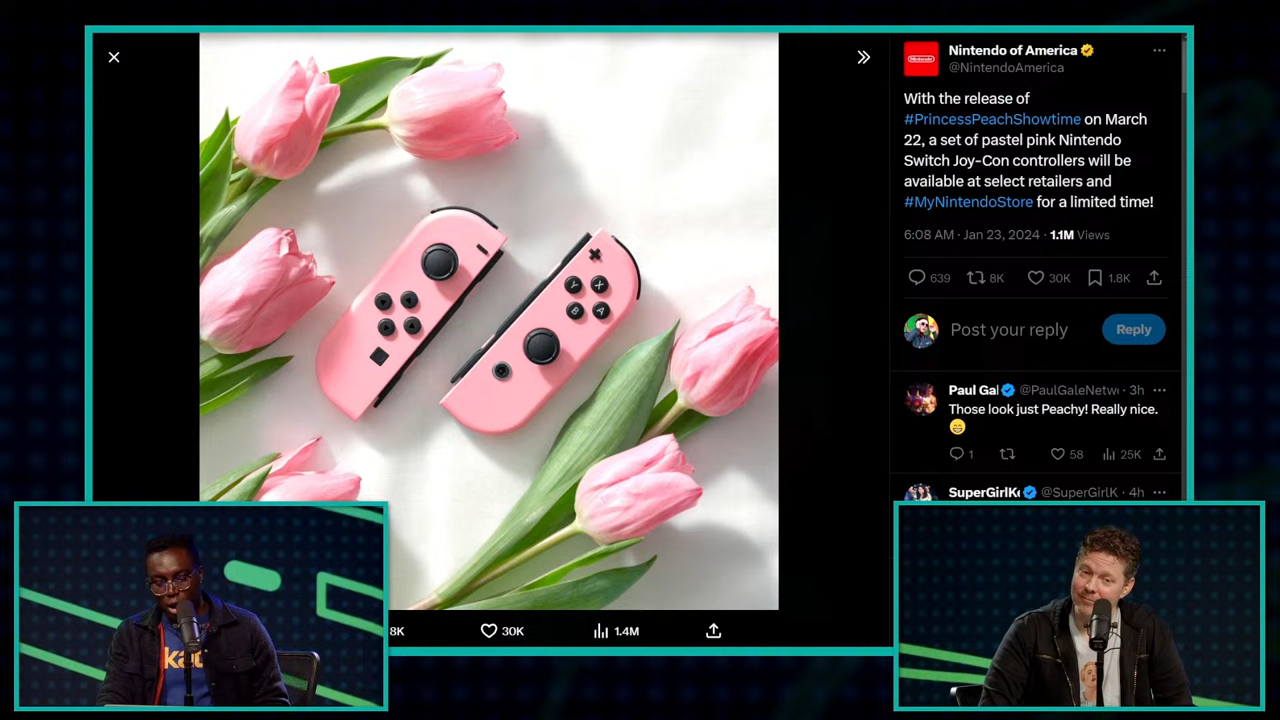 Nintendo
Nintendo of America
@NintendoAmerica
With the release of
#PrincessPeachShowtime on March
22, a set of pastel pink Nintendo
Switch Joy-Con controllers will be
available at select retailers and
#MyNintendoStore for a limited time!
6:08 AM · Jan 23, 2024 · 1.1M Views
639 8K 30K 1.8K
Post your reply Reply
Paul Gal @PaulGaleNetw · 3h
Those look just Peachy! Really nice.
😄
1 58 25K
SuperGirlKe @SuperGirlK · 4h
Y X
B A
8K 30K 1.4M